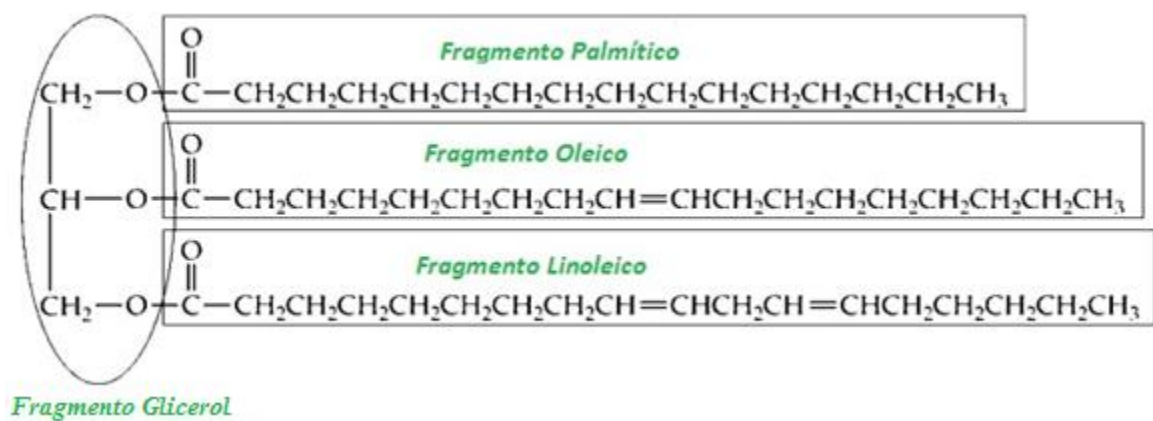 O
Fragmento Palmítico
CH₂—O—C—CH₂CH₂CH₂CH₂CH₂CH₂CH₂CH₂CH₂CH₂CH₂CH₂CH₂CH₂CH₃
O
Fragmento Oleico
CH—O—C—CH₂CH₂CH₂CH₂CH₂CH₂CH₂CH=CHCH₂CH₂CH₂CH₂CH₂CH₂CH₂CH₃
O
Fragmento Linoleico
CH₂—O—C—CH₂CH₂CH₂CH₂CH₂CH₂CH₂CH=CHCH₂CH=CHCH₂CH₂CH₂CH₂CH₃
Fragmento Glicerol